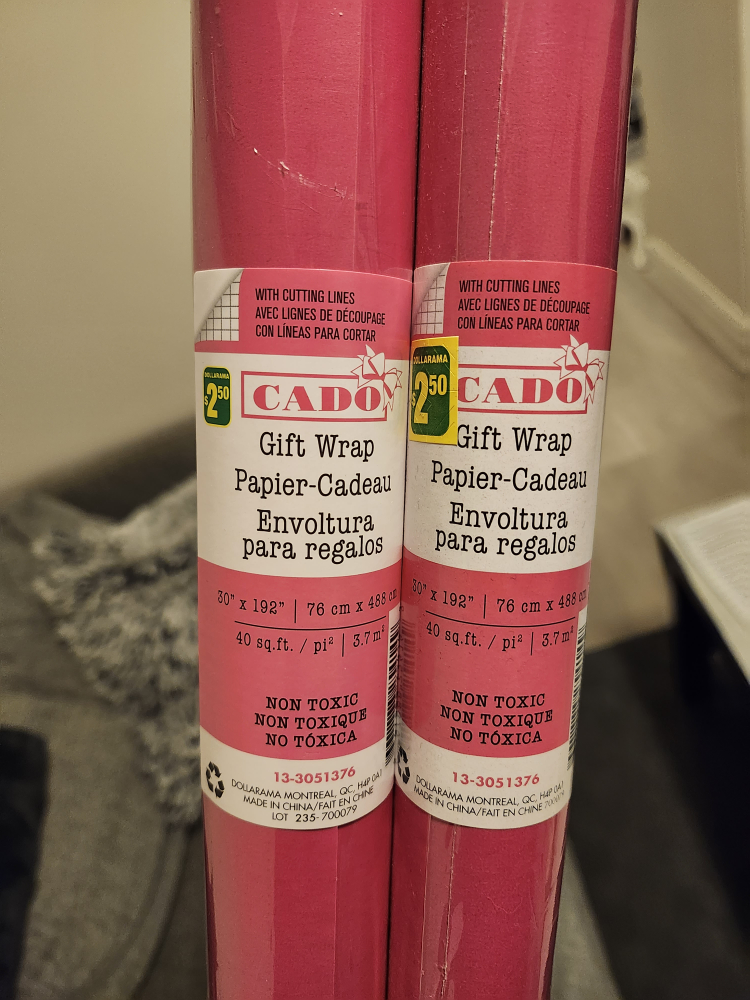 WITH CUTTING LINES
AVEC LIGNES DE DÉCOUPAGE
CON LÍNEAS PARA CORTAR
DOLLARAMA
$2.50
CADO
Gift Wrap
Papier-Cadeau
Envoltura
para regalos
30" x 192" | 76 cm x 488 cm
40 sq.ft. / pi² | 3.7 m²
NON TOXIC
NON TOXIQUE
NO TÓXICA
13-3051376
DOLLARAMA MONTREAL, QC, H4P 0A1
MADE IN CHINA/FAIT EN CHINE
LOT 235-700079
WITH CUTTING LINES
AVEC LIGNES DE DÉCOUPAGE
CON LÍNEAS PARA CORTAR
DOLLARAMA
$2.50
CADO
Gift Wrap
Papier-Cadeau
Envoltura
para regalos
30" x 192" | 76 cm x 488 cm
40 sq.ft. / pi² | 3.7 m²
NON TOXIC
NON TOXIQUE
NO TÓXICA
13-3051376
DOLLARAMA MONTREAL, QC, H4P 0A1
MADE IN CHINA/FAIT EN CHINE